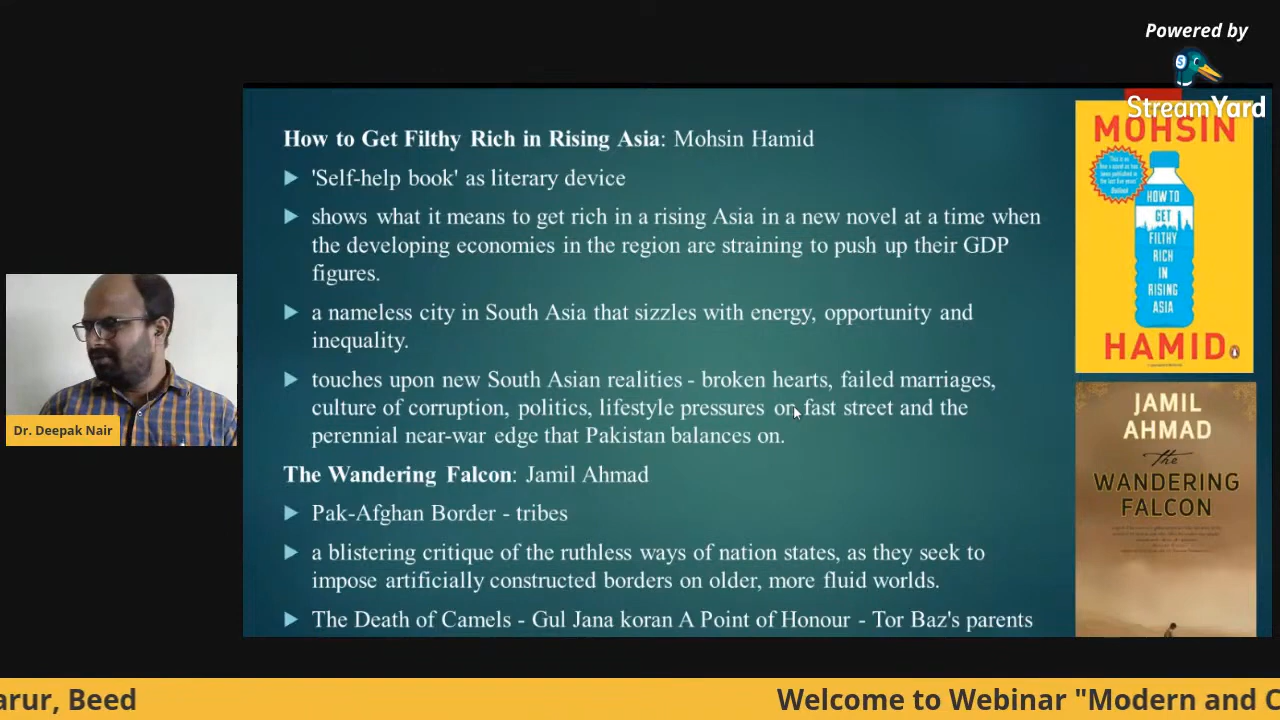 Powered by
StreamYard
How to Get Filthy Rich in Rising Asia: Mohsin Hamid
'Self-help book' as literary device
shows what it means to get rich in a rising Asia in a new novel at a time when
the developing economies in the region are straining to push up their GDP
figures.
a nameless city in South Asia that sizzles with energy, opportunity and
inequality.
touches upon new South Asian realities - broken hearts, failed marriages,
culture of corruption, politics, lifestyle pressures on fast street and the
perennial near-war edge that Pakistan balances on.
The Wandering Falcon: Jamil Ahmad
Pak-Afghan Border - tribes
a blistering critique of the ruthless ways of nation states, as they seek to
impose artificially constructed borders on older, more fluid worlds.
The Death of Camels - Gul Jana koran A Point of Honour - Tor Baz's parents
MOHSIN
HOW TO
GET
FILTHY
RICH
IN
RISING
ASIA
HAMID
JAMIL
AHMAD
the
WANDERING
FALCON
Dr. Deepak Nair
arur, Beed
Welcome to Webinar "Modern and C